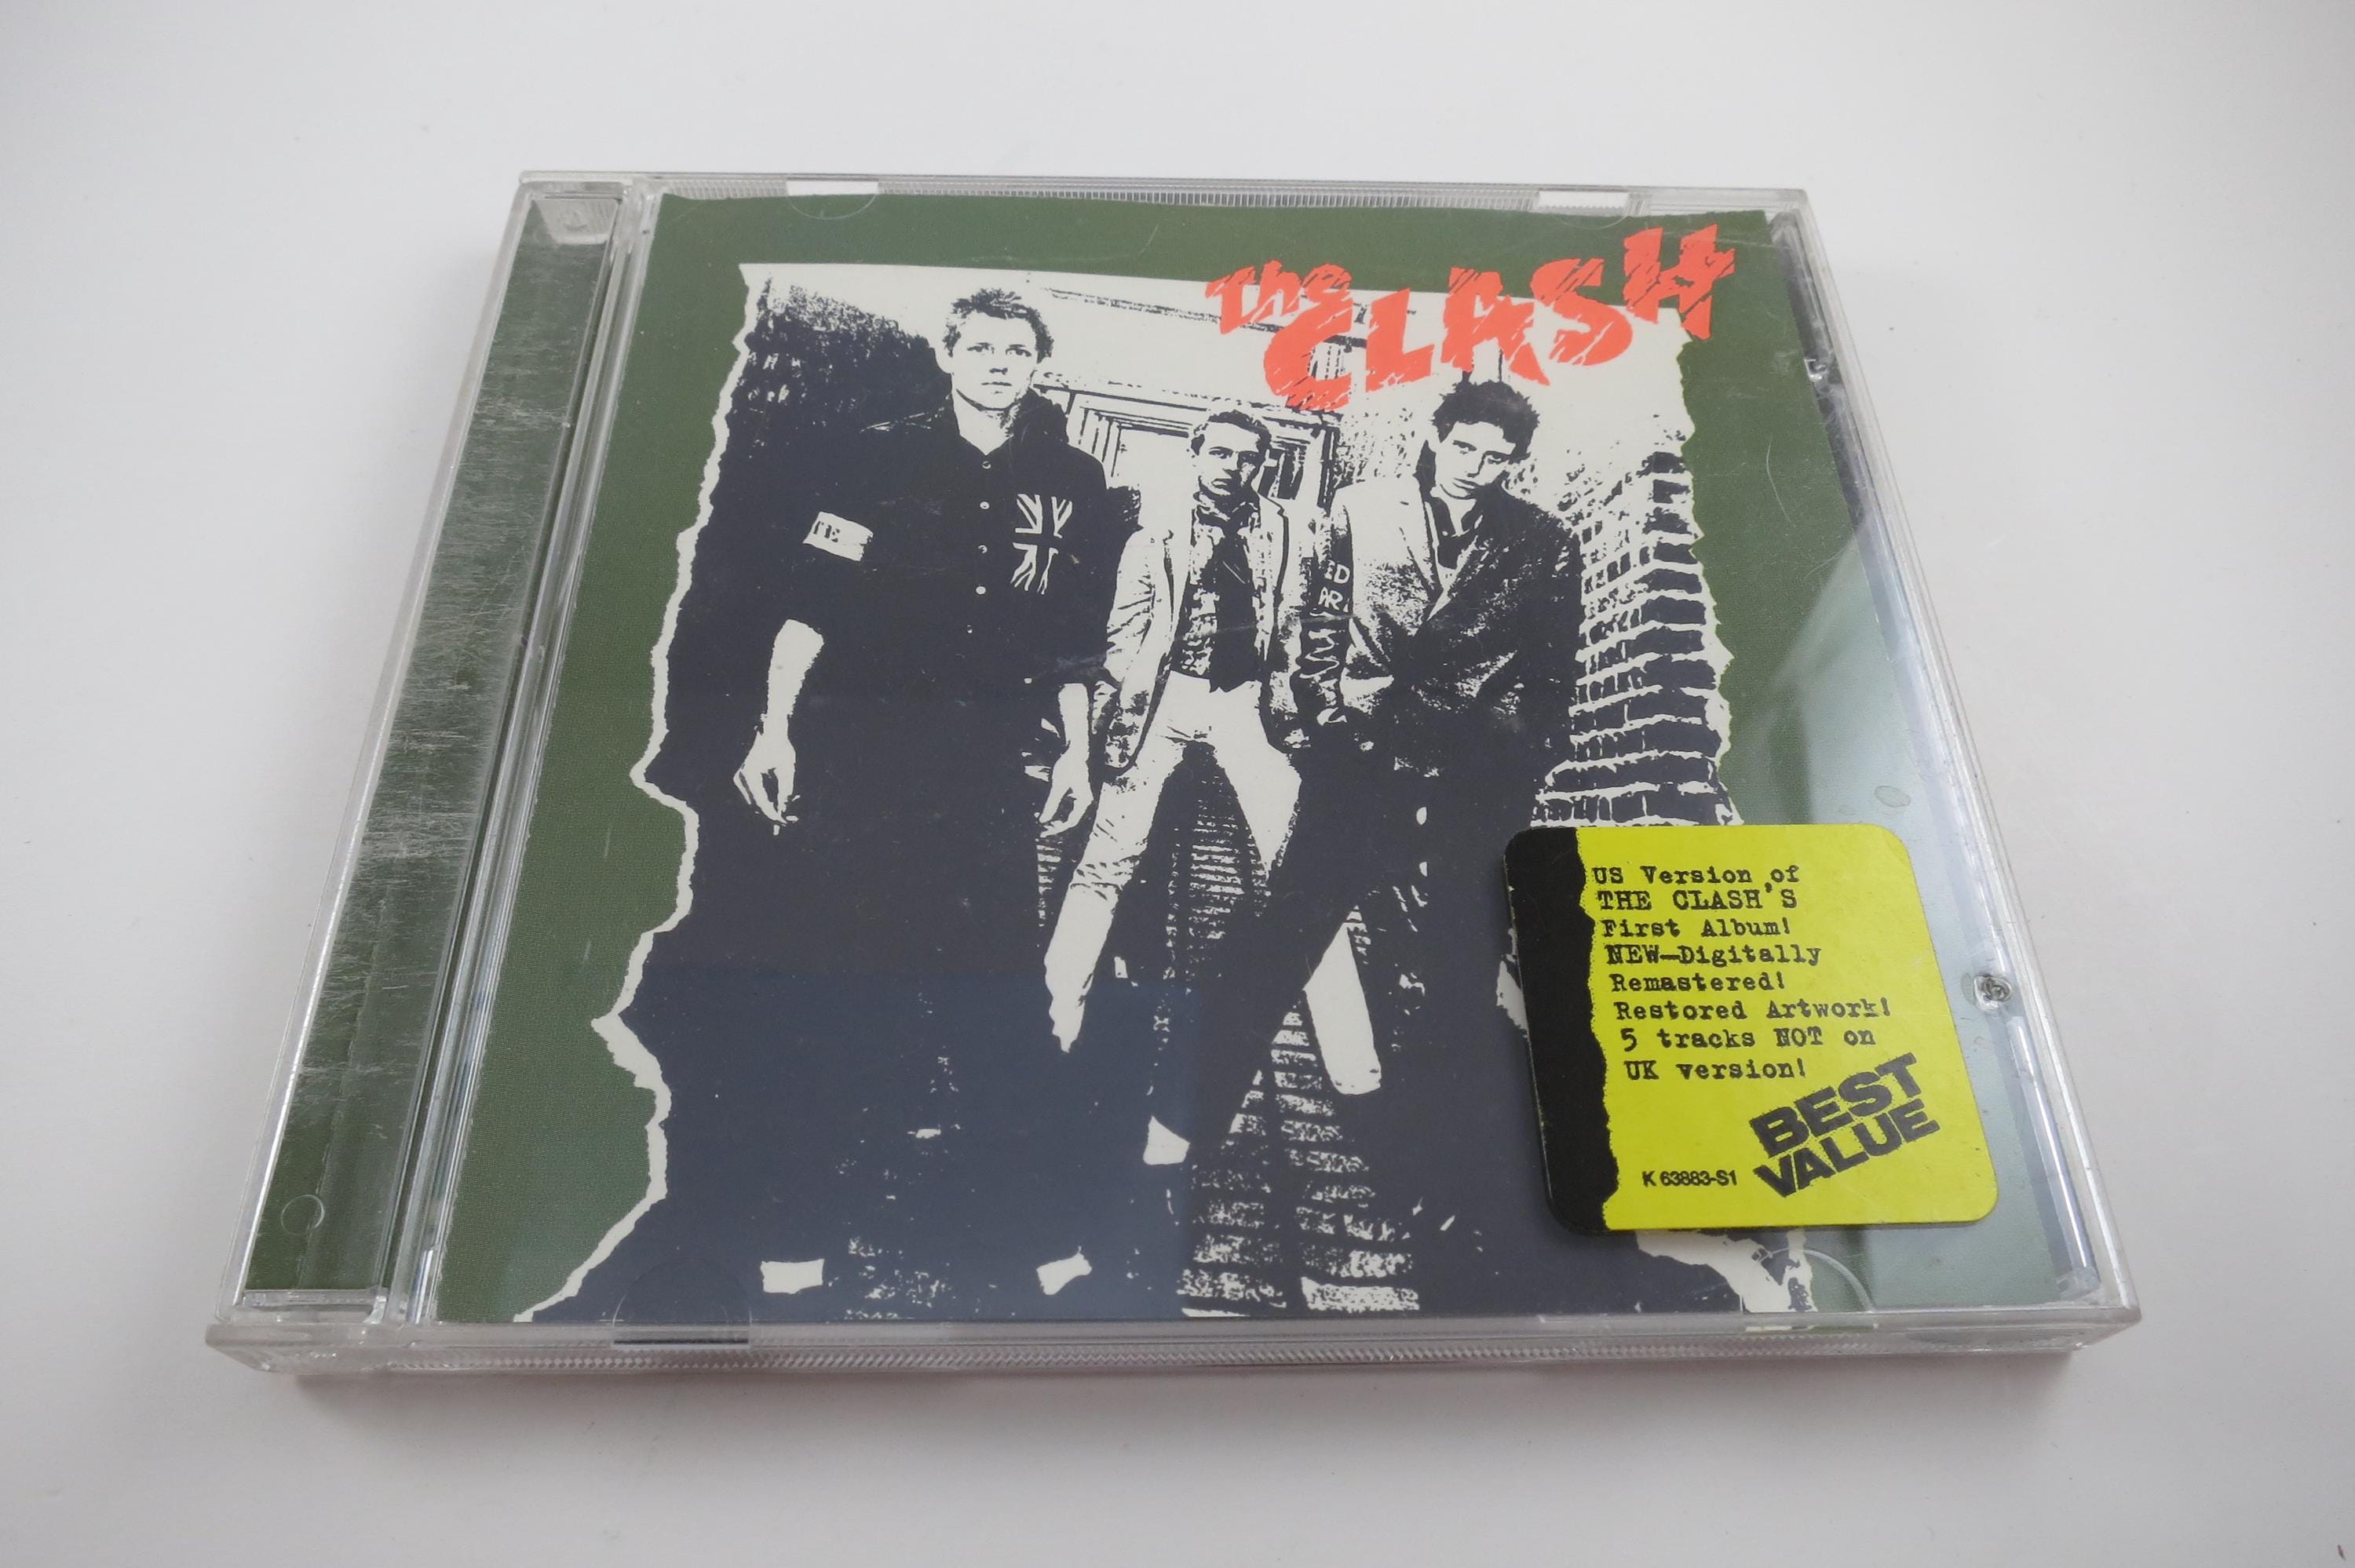 The
CLASH
US Version of
THE CLASH'S
First Album!
NEW—Digitally
Remastered!
Restored Artwork!
5 tracks NOT on
UK version!
BEST
VALUE
K 63883-S1